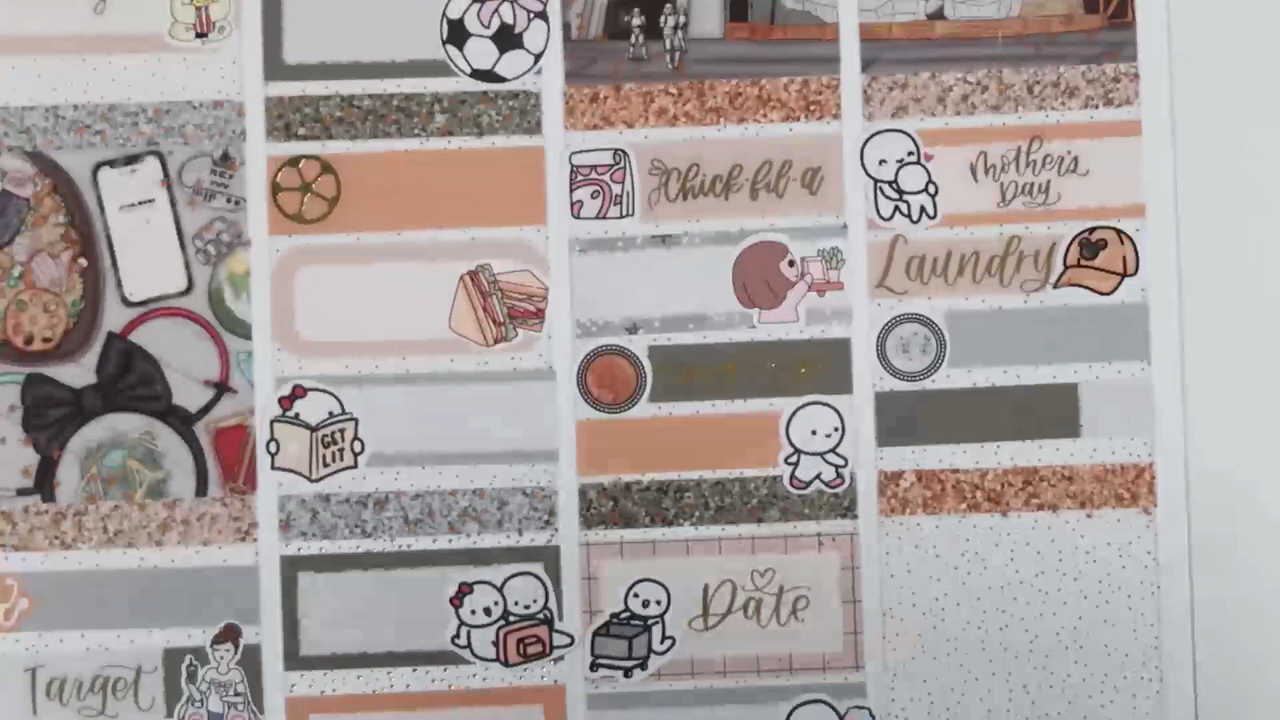 Chick-fil-a
Mother's
Day
Laundry
GET
LIT
Date
Target